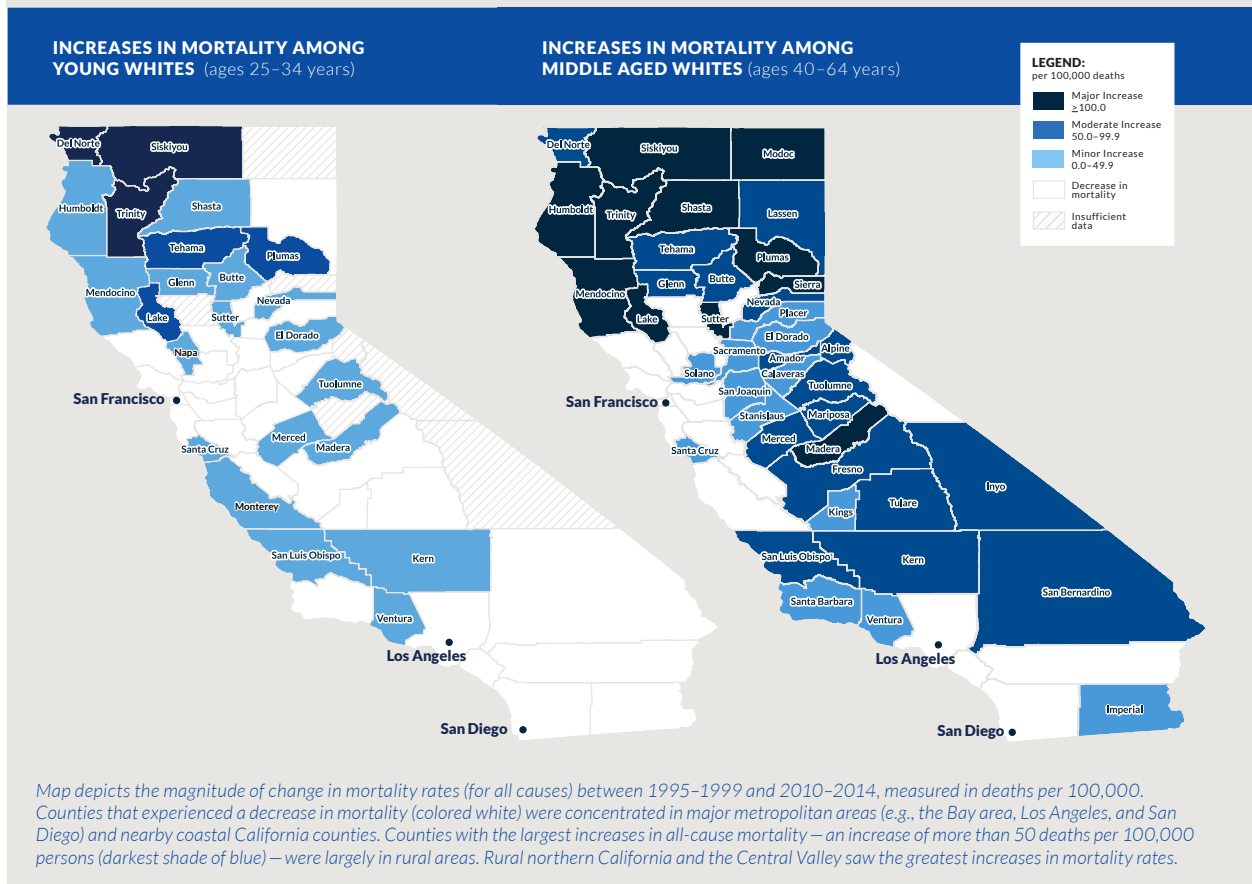 INCREASES IN MORTALITY AMONG
YOUNG WHITES (ages 25–34 years)
INCREASES IN MORTALITY AMONG
MIDDLE AGED WHITES (ages 40–64 years)
LEGEND:
per 100,000 deaths
Major Increase
≥100.0
Moderate Increase
50.0–99.9
Minor Increase
0.0–49.9
Decrease in
mortality
Insufficient
data
Del Norte
Siskiyou
Humboldt
Trinity
Shasta
Tehama
Plumas
Mendocino
Glenn
Butte
Lake
Sutter
Nevada
El Dorado
Napa
Tuolumne
San Francisco
Merced
Madera
Santa Cruz
Monterey
San Luis Obispo
Kern
Ventura
Los Angeles
San Diego
Del Norte
Siskiyou
Modoc
Humboldt
Trinity
Shasta
Lassen
Tehama
Plumas
Glenn
Butte
Sierra
Mendocino
Lake
Sutter
Nevada
Placer
El Dorado
Sacramento
Alpine
Amador
Solano
Calaveras
San Joaquin
Tuolumne
San Francisco
Stanislaus
Mariposa
Merced
Madera
Santa Cruz
Fresno
Inyo
Kings
Tulare
San Luis Obispo
Kern
San Bernardino
Santa Barbara
Ventura
Los Angeles
Imperial
San Diego
Map depicts the magnitude of change in mortality rates (for all causes) between 1995–1999 and 2010–2014, measured in deaths per 100,000.
Counties that experienced a decrease in mortality (colored white) were concentrated in major metropolitan areas (e.g., the Bay area, Los Angeles, and San
Diego) and nearby coastal California counties. Counties with the largest increases in all-cause mortality — an increase of more than 50 deaths per 100,000
persons (darkest shade of blue) — were largely in rural areas. Rural northern California and the Central Valley saw the greatest increases in mortality rates.